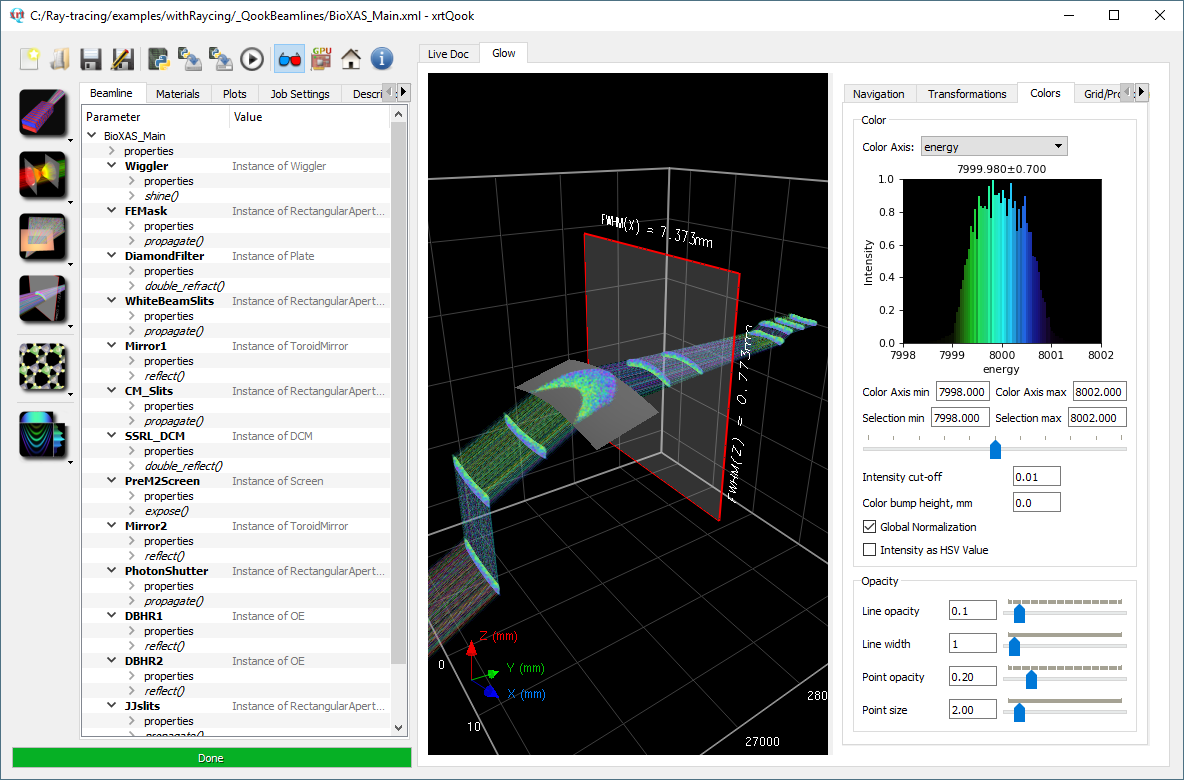 C:/Ray-tracing/examples/withRaycing/_QookBeamlines/BioXAS_Main.xml - xrtQook
GPU
Beamline Materials Plots Job Settings
Parameter Value
BioXAS_Main
properties
Wiggler Instance of Wiggler
properties
shine()
FEMask Instance of RectangularApert...
properties
propagate()
DiamondFilter Instance of Plate
properties
double_refract()
WhiteBeamSlits Instance of RectangularApert...
properties
propagate()
Mirror1 Instance of ToroidMirror
properties
reflect()
CM_Slits Instance of RectangularApert...
properties
propagate()
SSRL_DCM Instance of DCM
properties
double_reflect()
PreM2Screen Instance of Screen
properties
expose()
Mirror2 Instance of ToroidMirror
properties
reflect()
PhotonShutter Instance of RectangularApert...
properties
propagate()
DBHR1 Instance of OE
properties
reflect()
DBHR2 Instance of OE
properties
reflect()
JJslits Instance of RectangularApert...
properties
propagate()
Done
Live Doc Glow
FWHM(X) = 7.373mm
FWHM(Z) = 0.773mm
Z (mm)
Y (mm)
X (mm)
0
10
27000
280
Navigation Transformations Colors
Color
Color Axis: energy
7999.980±0.700
1.0
0.8
0.6
0.4
0.2
0.0
Intensity
7998 7999 8000 8001 8002
energy
Color Axis min 7998.000 Color Axis max 8002.000
Selection min 7998.000 Selection max 8002.000
Intensity cut-off 0.01
Color bump height, mm 0.0
Global Normalization
Intensity as HSV Value
Opacity
Line opacity 0.1
Line width 1
Point opacity 0.20
Point size 2.00